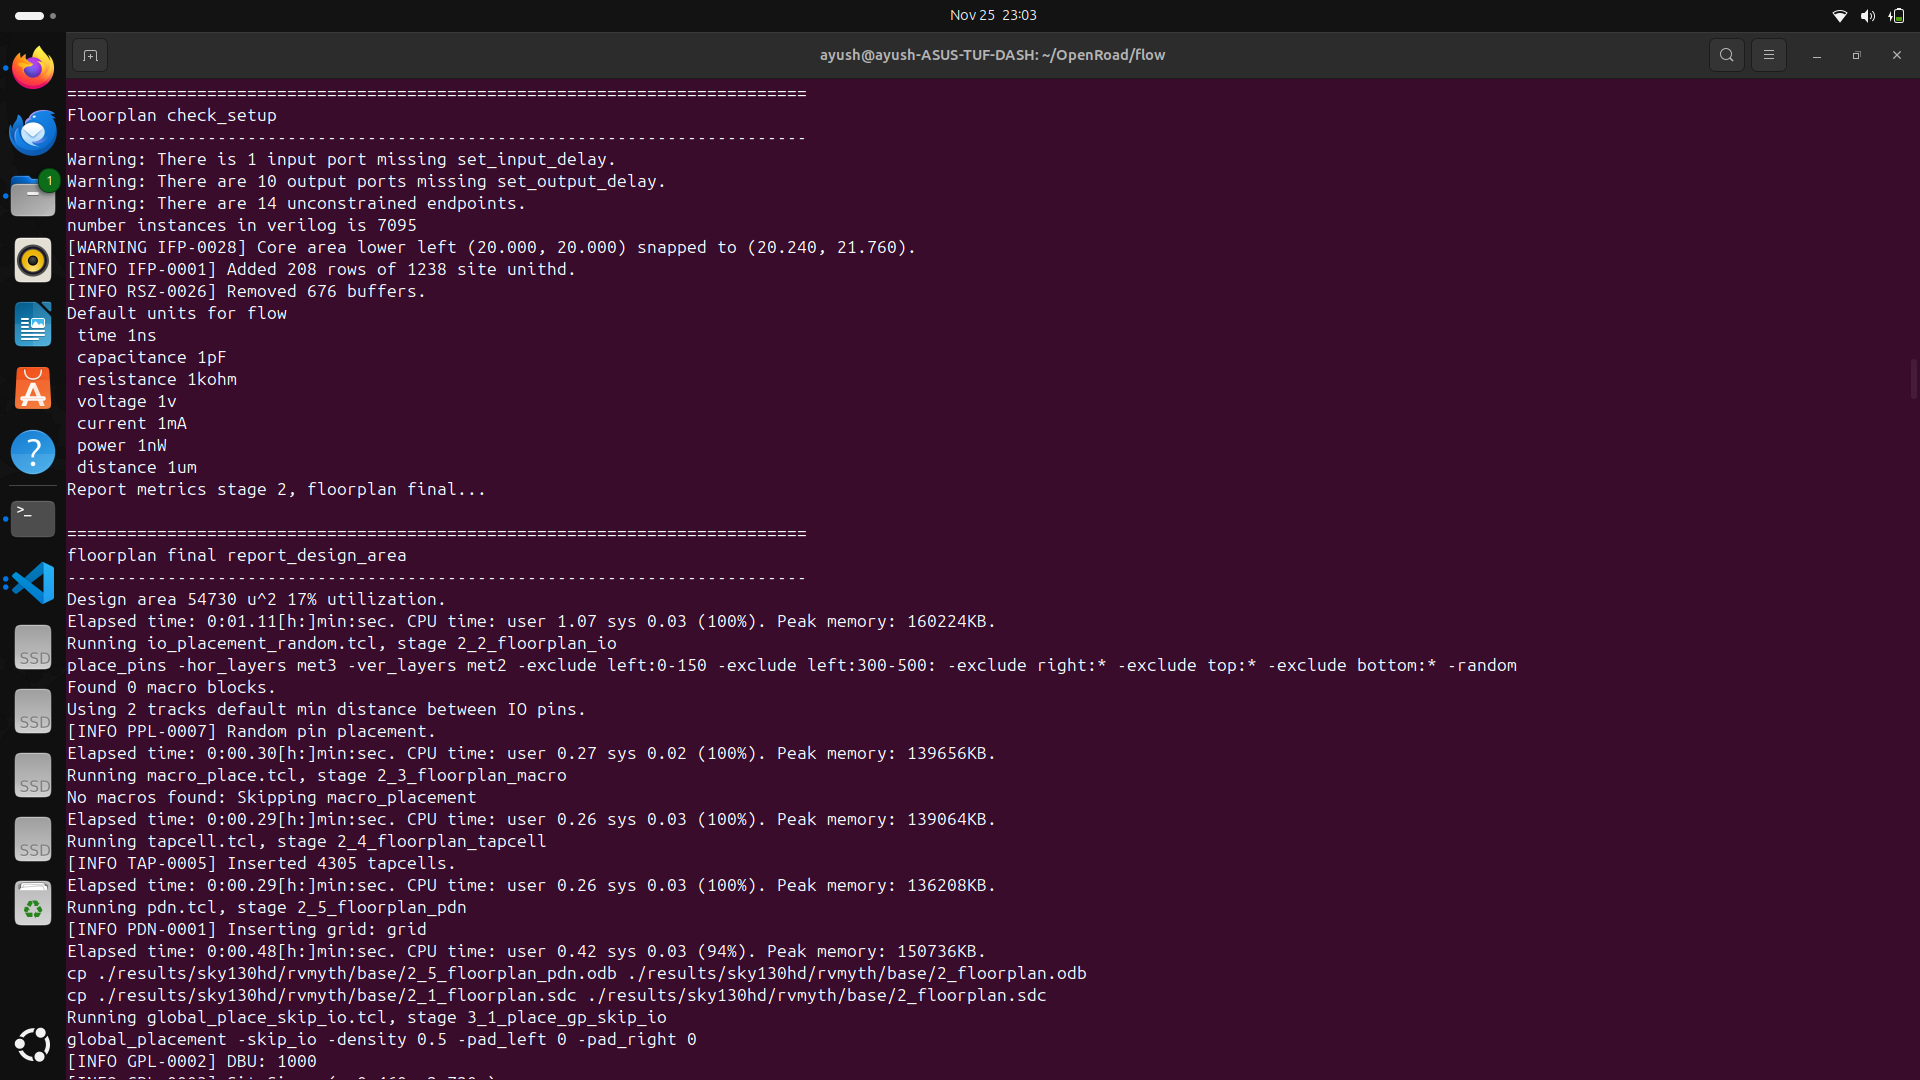 Nov 25 23:03
ayush@ayush-ASUS-TUF-DASH: ~/OpenRoad/flow
1
==========================================================================
Floorplan check_setup
--------------------------------------------------------------------------
Warning: There is 1 input port missing set_input_delay.
Warning: There are 10 output ports missing set_output_delay.
Warning: There are 14 unconstrained endpoints.
number instances in verilog is 7095
[WARNING IFP-0028] Core area lower left (20.000, 20.000) snapped to (20.240, 21.760).
[INFO IFP-0001] Added 208 rows of 1238 site unithd.
[INFO RSZ-0026] Removed 676 buffers.
Default units for flow
 time 1ns
 capacitance 1pF
 resistance 1kohm
 voltage 1v
 current 1mA
 power 1nW
 distance 1um
Report metrics stage 2, floorplan final...
==========================================================================
floorplan final report_design_area
--------------------------------------------------------------------------
Design area 54730 u^2 17% utilization.
Elapsed time: 0:01.11[h:]min:sec. CPU time: user 1.07 sys 0.03 (100%). Peak memory: 160224KB.
Running io_placement_random.tcl, stage 2_2_floorplan_io
place_pins -hor_layers met3 -ver_layers met2 -exclude left:0-150 -exclude left:300-500: -exclude right:* -exclude top:* -exclude bottom:* -random
Found 0 macro blocks.
Using 2 tracks default min distance between IO pins.
[INFO PPL-0007] Random pin placement.
Elapsed time: 0:00.30[h:]min:sec. CPU time: user 0.27 sys 0.02 (100%). Peak memory: 139656KB.
Running macro_place.tcl, stage 2_3_floorplan_macro
No macros found: Skipping macro_placement
Elapsed time: 0:00.29[h:]min:sec. CPU time: user 0.26 sys 0.03 (100%). Peak memory: 139064KB.
Running tapcell.tcl, stage 2_4_floorplan_tapcell
[INFO TAP-0005] Inserted 4305 tapcells.
Elapsed time: 0:00.29[h:]min:sec. CPU time: user 0.26 sys 0.03 (100%). Peak memory: 136208KB.
Running pdn.tcl, stage 2_5_floorplan_pdn
[INFO PDN-0001] Inserting grid: grid
Elapsed time: 0:00.48[h:]min:sec. CPU time: user 0.42 sys 0.03 (94%). Peak memory: 150736KB.
cp ./results/sky130hd/rvmyth/base/2_5_floorplan_pdn.odb ./results/sky130hd/rvmyth/base/2_floorplan.odb
cp ./results/sky130hd/rvmyth/base/2_1_floorplan.sdc ./results/sky130hd/rvmyth/base/2_floorplan.sdc
Running global_place_skip_io.tcl, stage 3_1_place_gp_skip_io
global_placement -skip_io -density 0.5 -pad_left 0 -pad_right 0
[INFO GPL-0002] DBU: 1000
SSD
SSD
SSD
SSD